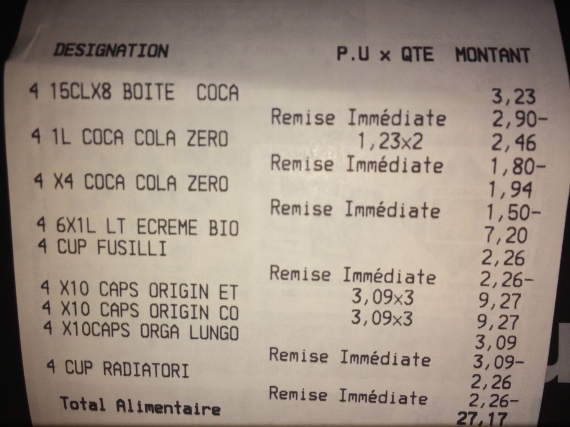 DESIGNATION P.U x QTE MONTANT
4 15CLX8 BOITE COCA 3,23
Remise Immédiate 2,90-
4 1L COCA COLA ZERO 1,23x2 2,46
Remise Immédiate 1,80-
4 X4 COCA COLA ZERO 1,94
Remise Immédiate 1,50-
4 6X1L LT ECREME BIO 7,20
4 CUP FUSILLI 2,26
Remise Immédiate 2,26-
4 X10 CAPS ORIGIN ET 3,09x3 9,27
4 X10 CAPS ORIGIN CO 3,09x3 9,27
4 X10CAPS ORGA LUNGO 3,09
Remise Immédiate 3,09-
4 CUP RADIATORI 2,26
Remise Immédiate 2,26-
Total Alimentaire 27,17